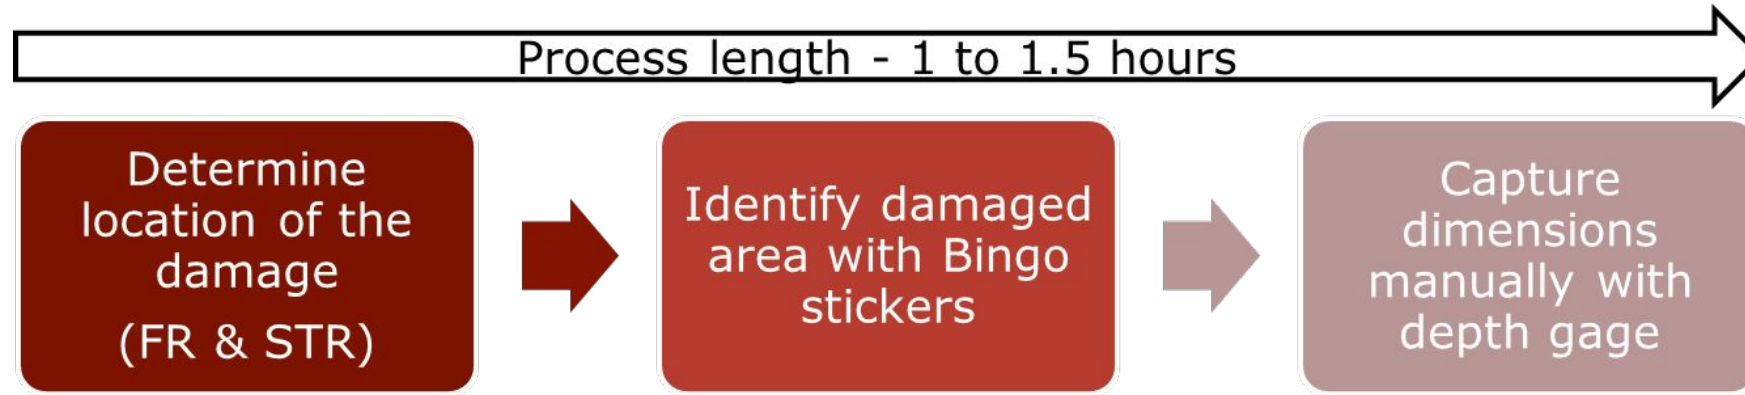 Process length - 1 to 1.5 hours
Determine
location of the
damage
(FR & STR)
Identify damaged
area with Bingo
stickers
Capture
dimensions
manually with
depth gage